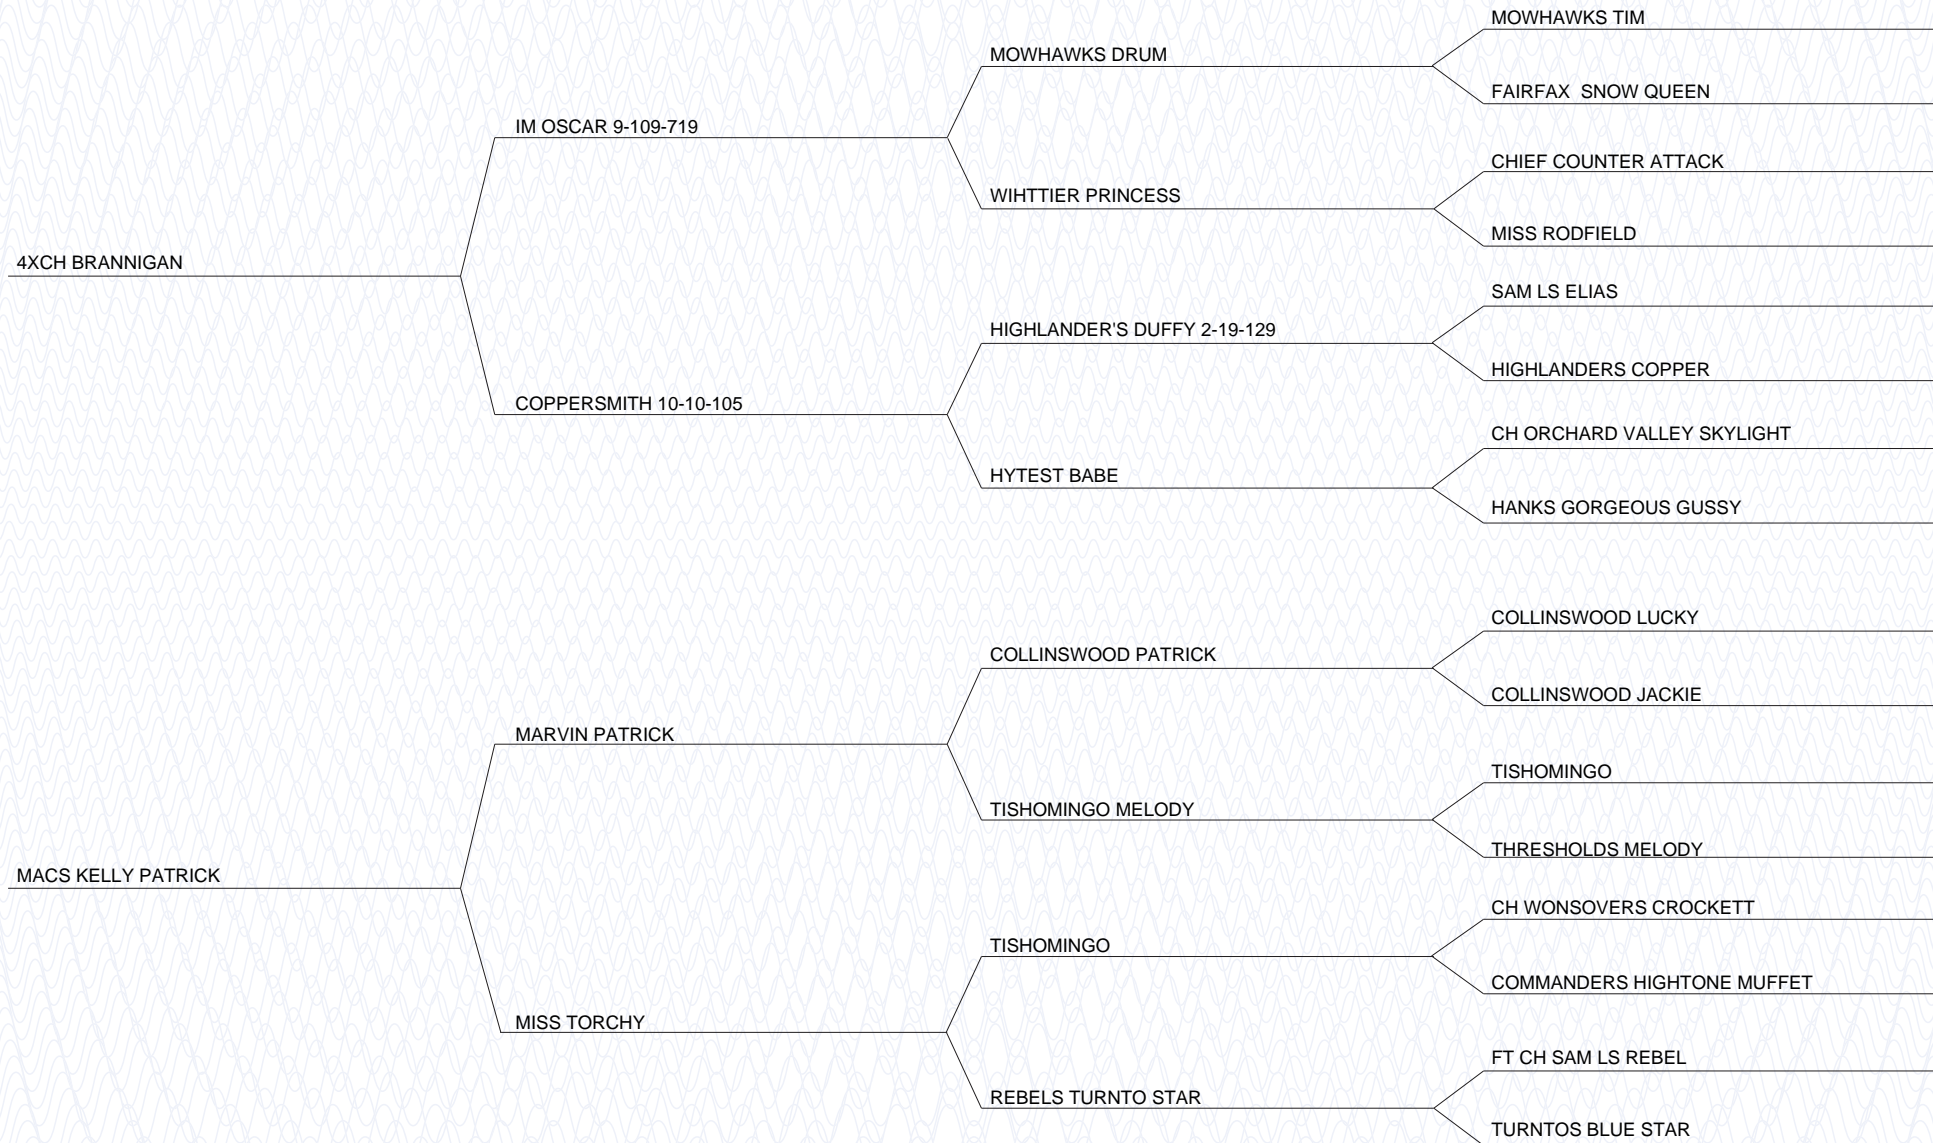 MOWHAWKS TIM
MOWHAWKS DRUM
FAIRFAX  SNOW QUEEN
IM OSCAR 9-109-719
CHIEF COUNTER ATTACK
WIHTTIER PRINCESS
MISS RODFIELD
4XCH BRANNIGAN
SAM LS ELIAS
HIGHLANDER'S DUFFY 2-19-129
HIGHLANDERS COPPER
COPPERSMITH 10-10-105
CH ORCHARD VALLEY SKYLIGHT
HYTEST BABE
HANKS GORGEOUS GUSSY
COLLINSWOOD LUCKY
COLLINSWOOD PATRICK
COLLINSWOOD JACKIE
MARVIN PATRICK
TISHOMINGO
TISHOMINGO MELODY
THRESHOLDS MELODY
MACS KELLY PATRICK
CH WONSOVERS CROCKETT
TISHOMINGO
COMMANDERS HIGHTONE MUFFET
MISS TORCHY
FT CH SAM LS REBEL
REBELS TURNTO STAR
TURNTOS BLUE STAR